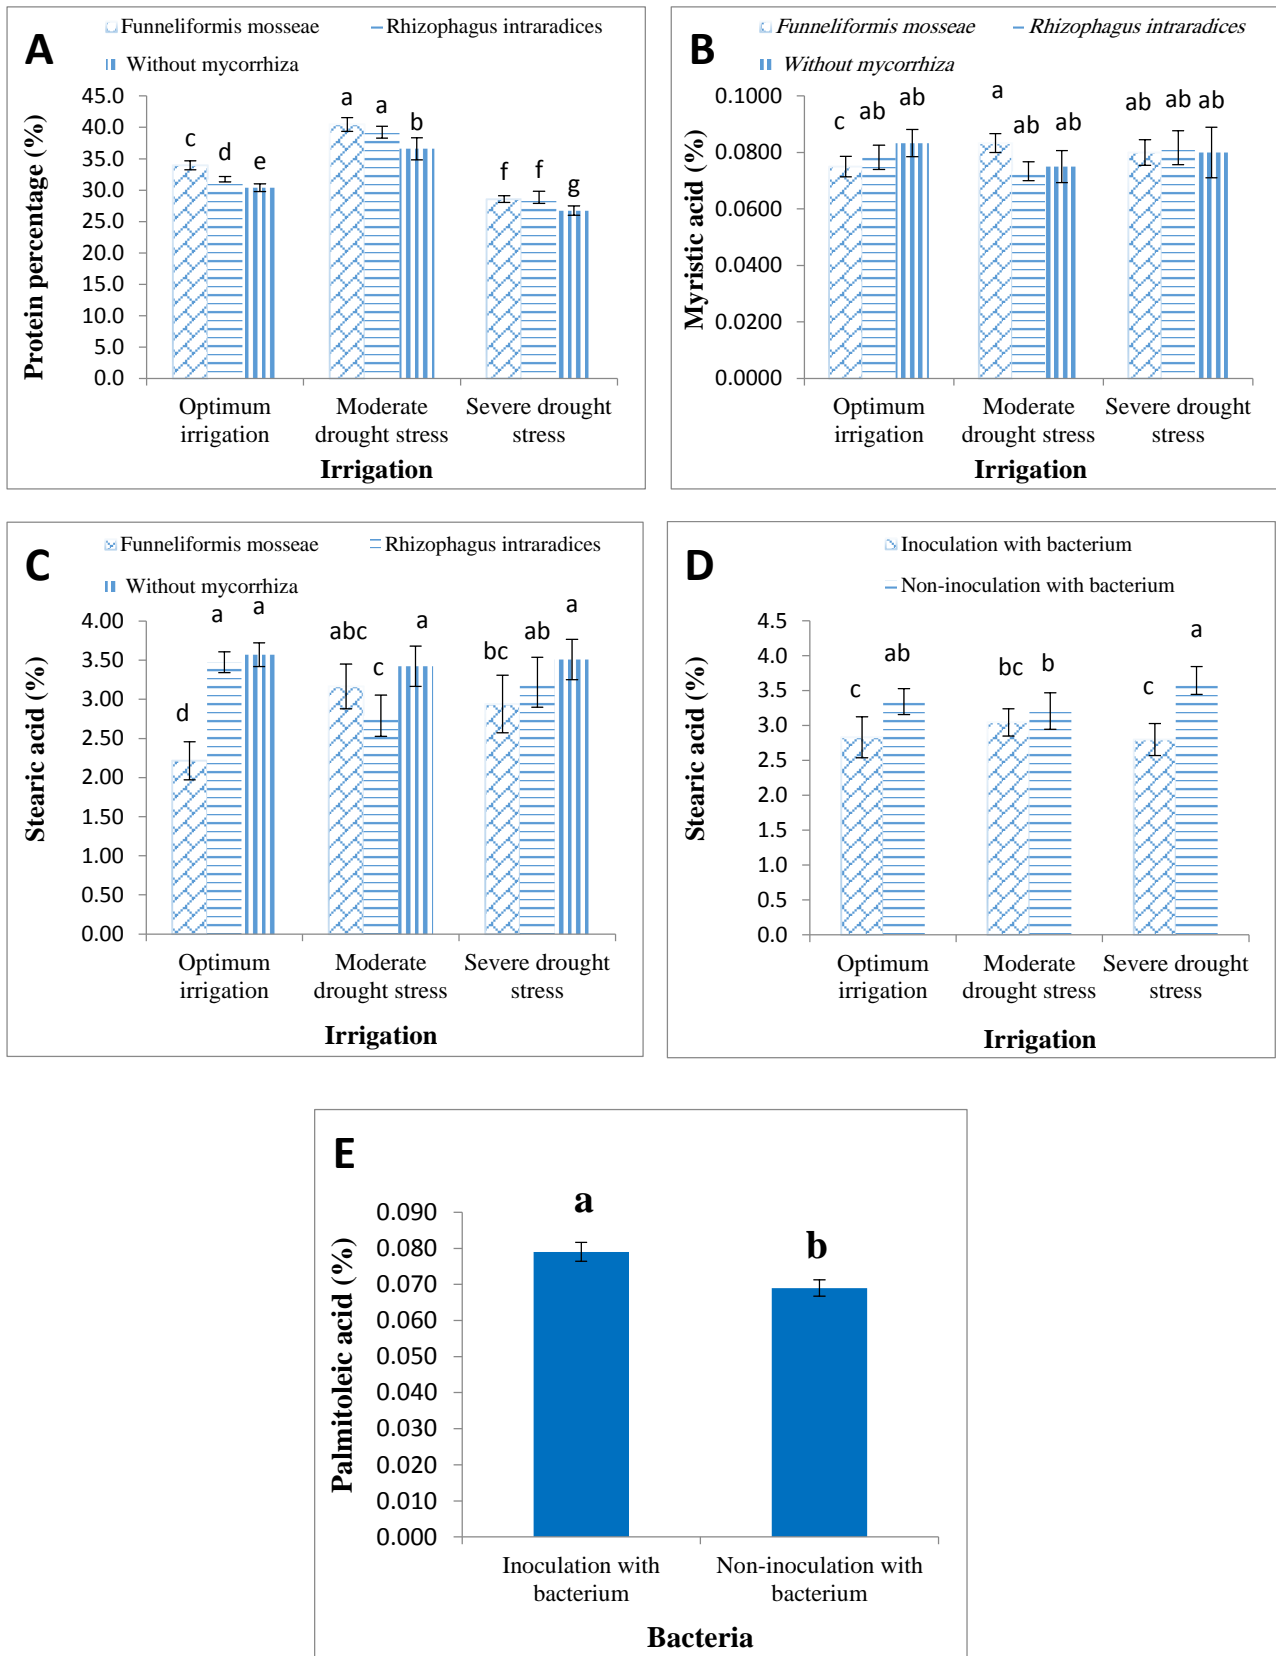 A
Funneliformis mosseae
Rhizophagus intraradices
Without mycorrhiza
Protein percentage (%)
45.0
40.0
35.0
30.0
25.0
20.0
15.0
10.0
5.0
0.0
c
d
e
a
a
b
f
f
g
Optimum irrigation
Moderate drought stress
Severe drought stress
Irrigation
B
Funneliformis mosseae
Rhizophagus intraradices
Without mycorrhiza
Myristic acid (%)
0.1000
0.0800
0.0600
0.0400
0.0200
0.0000
c
ab
ab
a
ab
ab
ab
ab
ab
Optimum irrigation
Moderate drought stress
Severe drought stress
Irrigation
C
Funneliformis mosseae
Rhizophagus intraradices
Without mycorrhiza
Stearic acid (%)
4.00
3.50
3.00
2.50
2.00
1.50
1.00
0.50
0.00
d
a
a
abc
c
a
bc
ab
a
Optimum irrigation
Moderate drought stress
Severe drought stress
Irrigation
D
Inoculation with bacterium
Non-inoculation with bacterium
Stearic acid (%)
4.5
4.0
3.5
3.0
2.5
2.0
1.5
1.0
0.5
0.0
c
ab
bc
b
c
a
Optimum irrigation
Moderate drought stress
Severe drought stress
Irrigation
E
Palmitoleic acid (%)
0.090
0.080
0.070
0.060
0.050
0.040
0.030
0.020
0.010
0.000
a
b
Inoculation with bacterium
Non-inoculation with bacterium
Bacteria